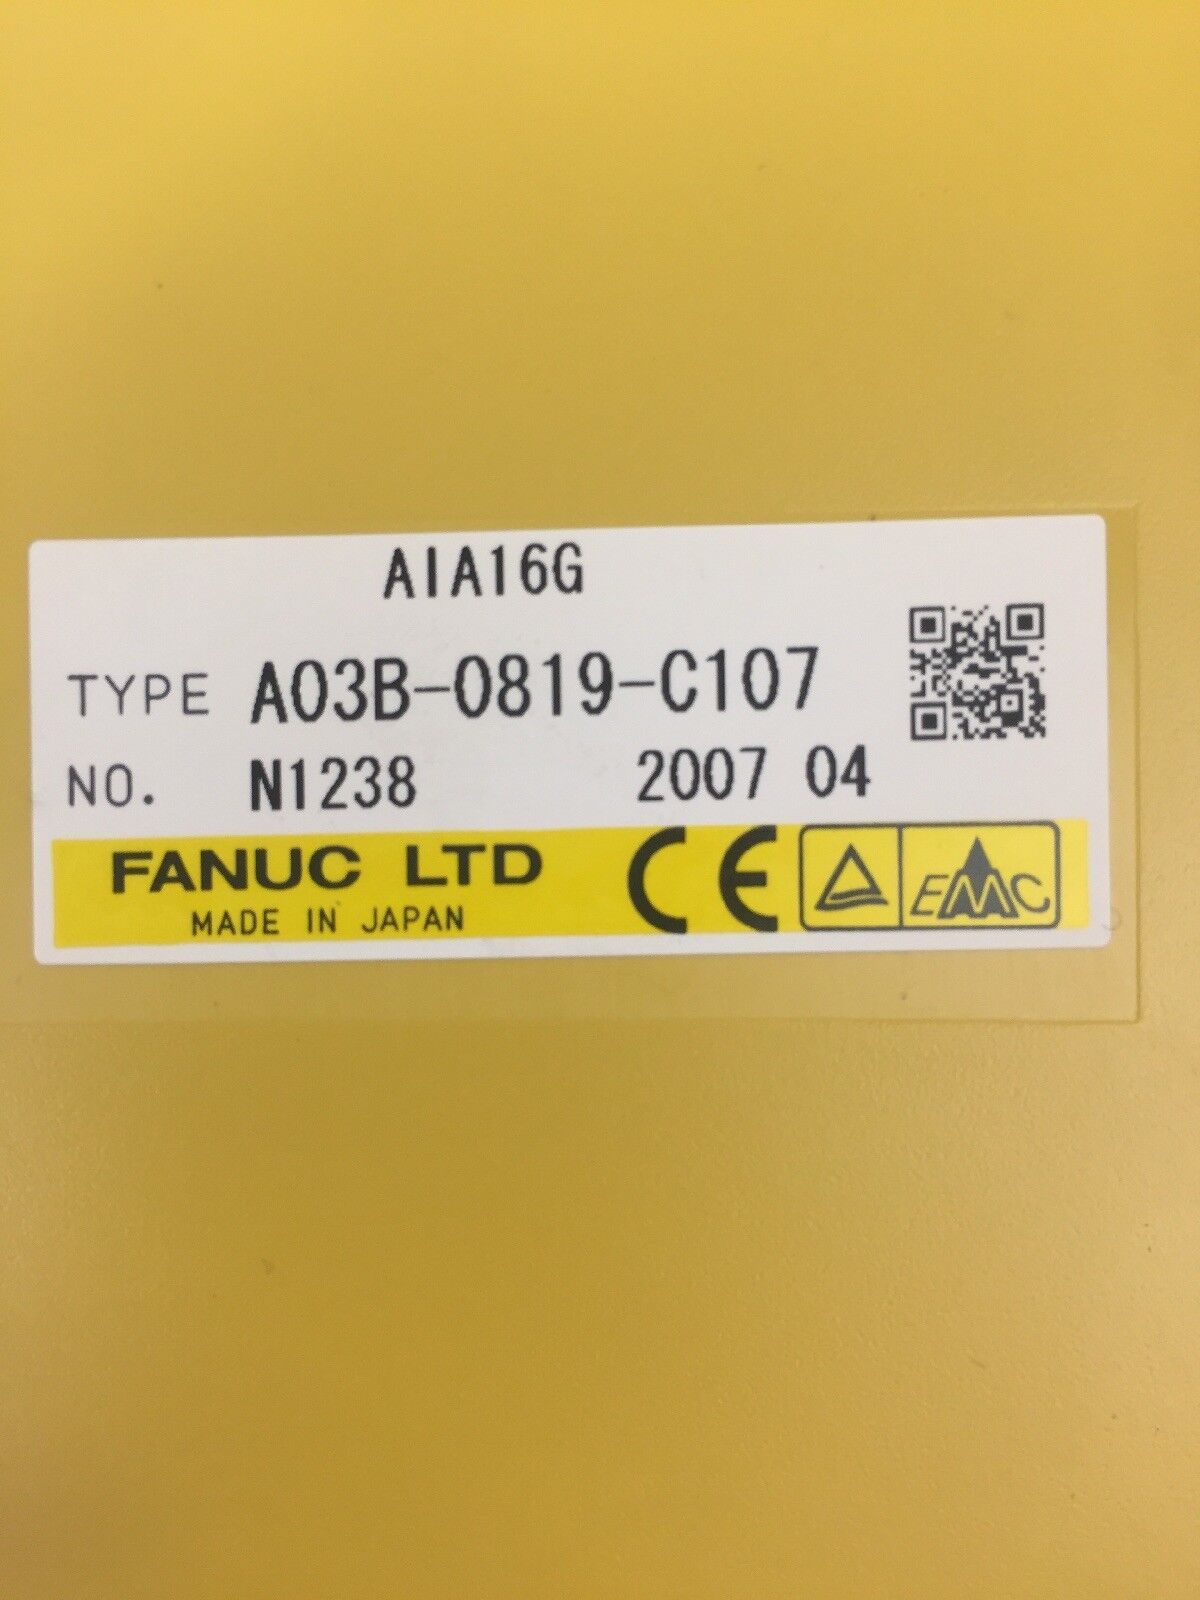 AIA16G
TYPE A03B-0819-C107
NO. N1238 2007 04
FANUC LTD
MADE IN JAPAN
CE
EMC